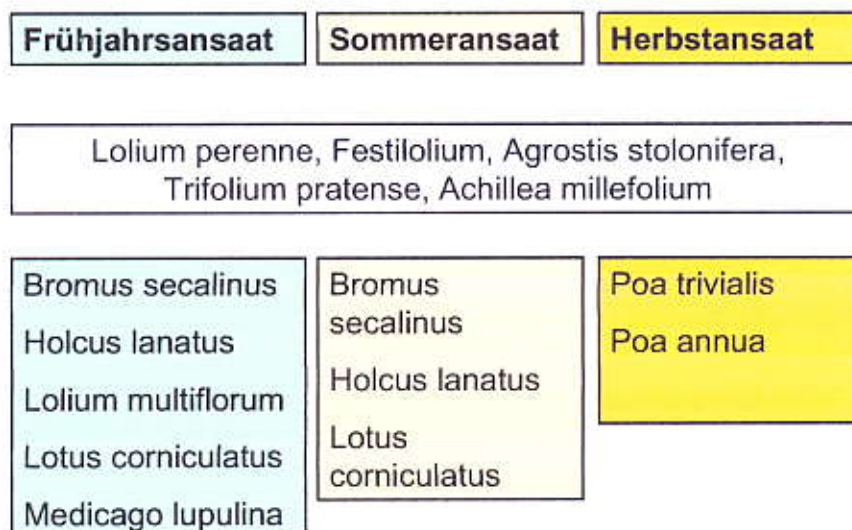 Frühjahrsansaat
Sommeransaat
Herbstansaat
Lolium perenne, Festilolium, Agrostis stolonifera,
Trifolium pratense, Achillea millefolium
Bromus secalinus
Holcus lanatus
Lolium multiflorum
Lotus corniculatus
Medicago lupulina
Bromus
secalinus
Holcus lanatus
Lotus
corniculatus
Poa trivialis
Poa annua